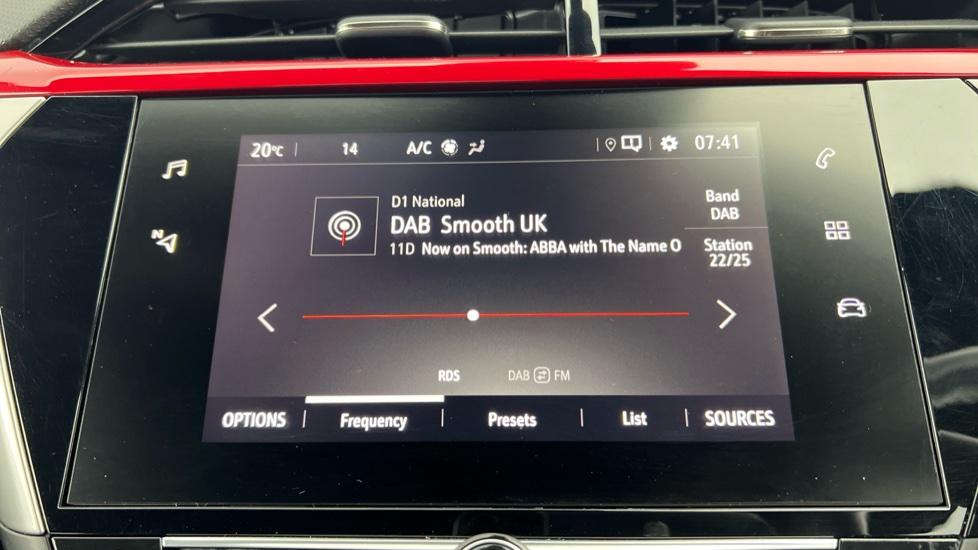 20°C 14 A/C 07:41
D1 National
DAB Smooth UK
11D Now on Smooth: ABBA with The Name O
Band
DAB
Station
22/25
N
RDS DAB FM
OPTIONS Frequency Presets List SOURCES